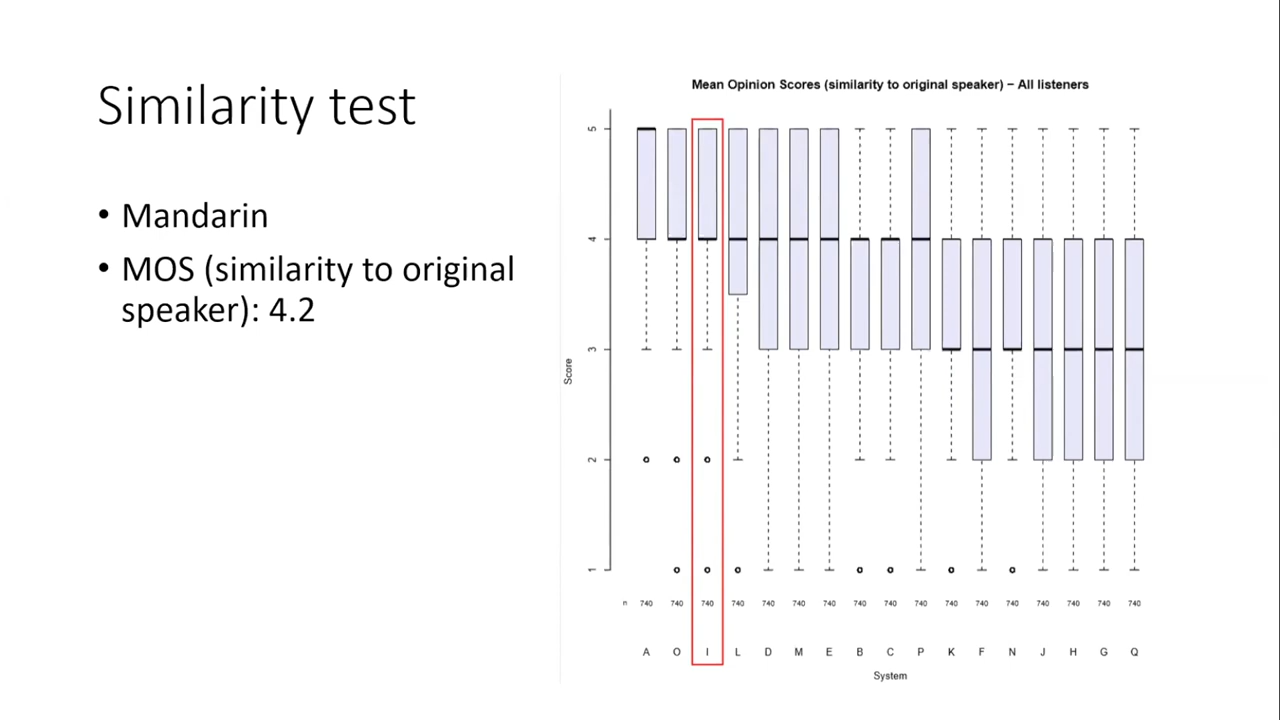 Similarity test
• Mandarin
• MOS (similarity to original
speaker): 4.2
Mean Opinion Scores (similarity to original speaker) − All listeners
5
4
3
2
1
Score
n 740 740 740 740 740 740 740 740 740 740 740 740 740 740 740 740 740
A O I L D M E B C P K F N J H G Q
System